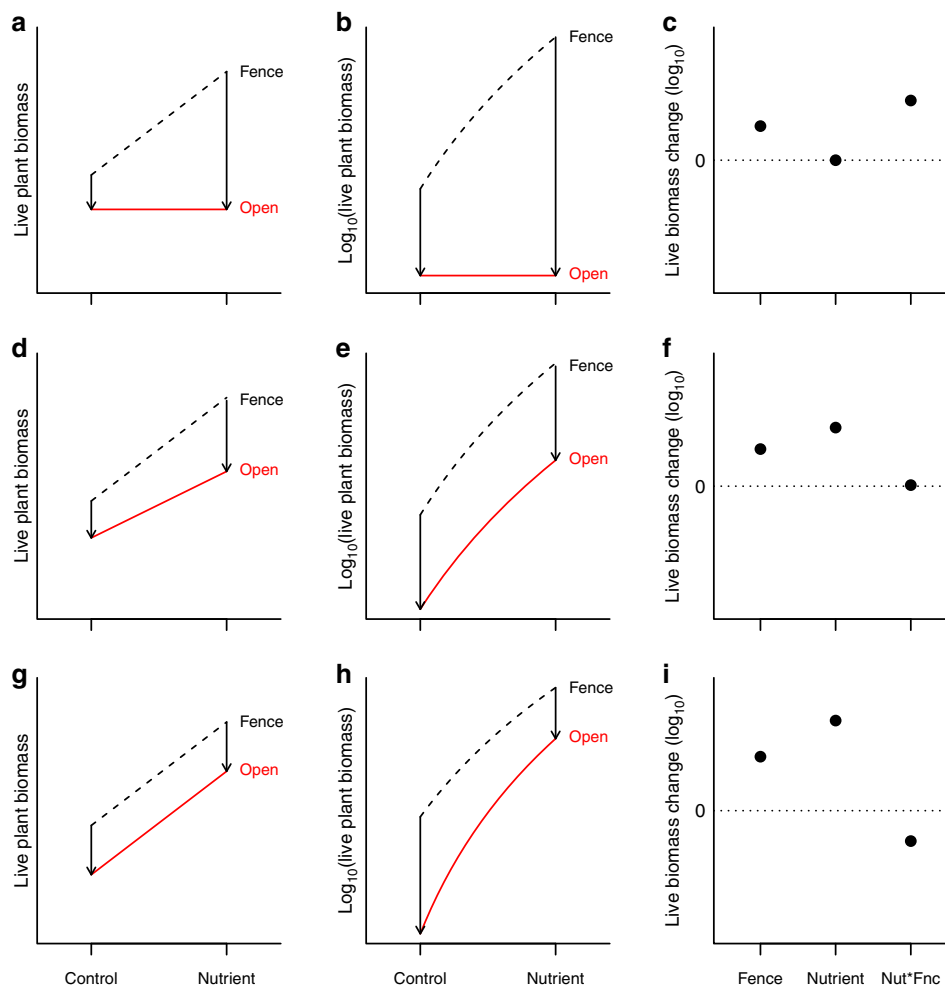 a
Live plant biomass
Fence
Open
b
Log₁₀(live plant biomass)
Fence
Open
c
Live biomass change (log₁₀)
0
d
Live plant biomass
Fence
Open
e
Log₁₀(live plant biomass)
Fence
Open
f
Live biomass change (log₁₀)
0
g
Live plant biomass
Fence
Open
Control
Nutrient
h
Log₁₀(live plant biomass)
Fence
Open
Control
Nutrient
i
Live biomass change (log₁₀)
0
Fence
Nutrient
Nut*Fnc